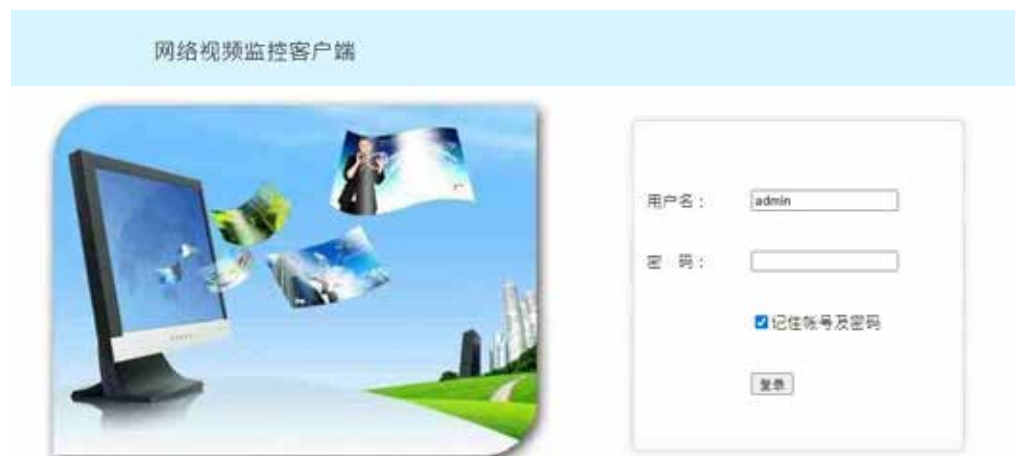 网络视频监控客户端
用户名：
admin
密 码：
记住帐号及密码
登录